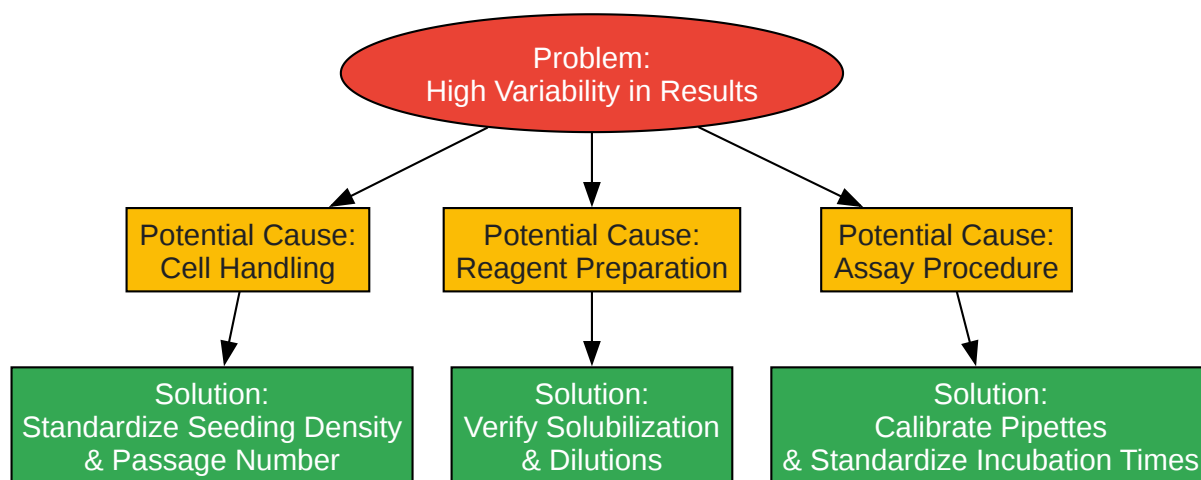 Problem:
High Variability in Results
Potential Cause:
Cell Handling
Potential Cause:
Reagent Preparation
Potential Cause:
Assay Procedure
Solution:
Standardize Seeding Density
& Passage Number
Solution:
Verify Solubilization
& Dilutions
Solution:
Calibrate Pipettes
& Standardize Incubation Times